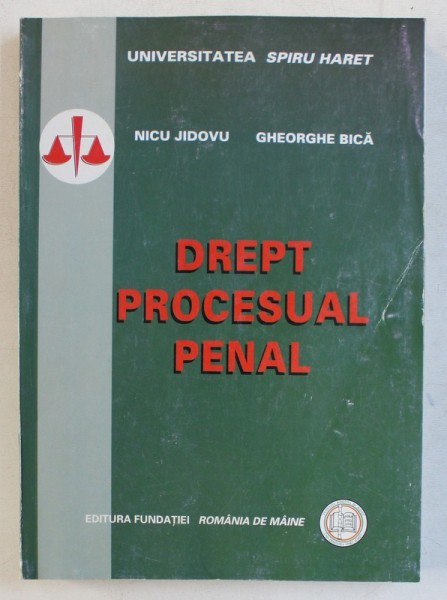 UNIVERSITATEA SPIRU HARET
NICU JIDOVU GHEORGHE BICĂ
DREPT
PROCESUAL
PENAL
EDITURA FUNDAȚIEI ROMÂNIA DE MÂINE